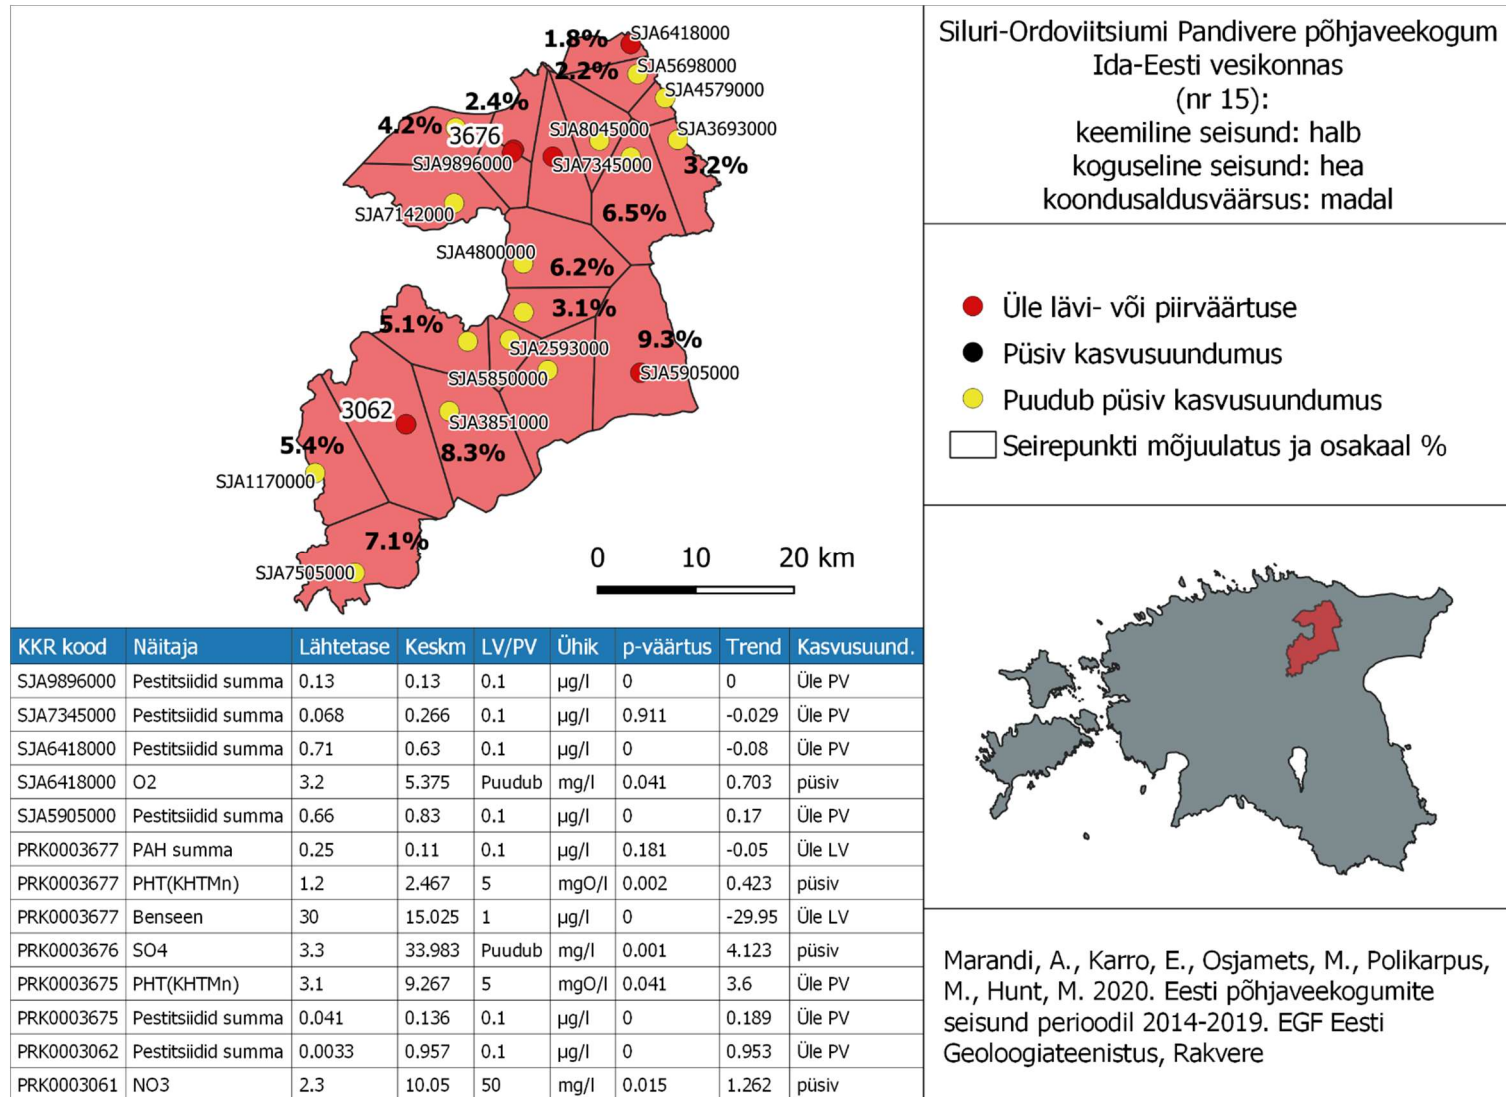 1.8%
SJA6418000
2.2%
SJA5698000
SJA4579000
2.4%
4.2%
3676
SJA8045000
SJA3693000
SJA9896000
SJA7345000
3.2%
SJA7142000
6.5%
SJA4800000
6.2%
3.1%
5.1%
9.3%
SJA2593000
SJA5850000
SJA5905000
3062
SJA3851000
5.4%
8.3%
SJA1170000
7.1%
SJA7505000
0 10 20 km
Siluri-Ordoviitsiumi Pandivere põhjaveekogum
Ida-Eesti vesikonnas
(nr 15):
keemiline seisund: halb
koguseline seisund: hea
koondusaldusväärsus: madal
Üle lävi- või piirväärtuse
Püsiv kasvusuundumus
Puudub püsiv kasvusuundumus
Seirepunkti mõjuulatus ja osakaal %
KKR kood Näitaja Lähtetase Keskm LV/PV Ühik p-väärtus Trend Kasvusuund.
SJA9896000 Pestitsiidid summa 0.13 0.13 0.1 µg/l 0 0 Üle PV
SJA7345000 Pestitsiidid summa 0.068 0.266 0.1 µg/l 0.911 -0.029 Üle PV
SJA6418000 Pestitsiidid summa 0.71 0.63 0.1 µg/l 0 -0.08 Üle PV
SJA6418000 O2 3.2 5.375 Puudub mg/l 0.041 0.703 püsiv
SJA5905000 Pestitsiidid summa 0.66 0.83 0.1 µg/l 0 0.17 Üle PV
PRK0003677 PAH summa 0.25 0.11 0.1 µg/l 0.181 -0.05 Üle LV
PRK0003677 PHT(KHTMn) 1.2 2.467 5 mgO/l 0.002 0.423 püsiv
PRK0003677 Benseen 30 15.025 1 µg/l 0 -29.95 Üle LV
PRK0003676 SO4 3.3 33.983 Puudub mg/l 0.001 4.123 püsiv
PRK0003675 PHT(KHTMn) 3.1 9.267 5 mgO/l 0.041 3.6 Üle PV
PRK0003675 Pestitsiidid summa 0.041 0.136 0.1 µg/l 0 0.189 Üle PV
PRK0003062 Pestitsiidid summa 0.0033 0.957 0.1 µg/l 0 0.953 Üle PV
PRK0003061 NO3 2.3 10.05 50 mg/l 0.015 1.262 püsiv
Marandi, A., Karro, E., Osjamets, M., Polikarpus,
M., Hunt, M. 2020. Eesti põhjaveekogumite
seisund perioodil 2014-2019. EGF Eesti
Geoloogiateenistus, Rakvere